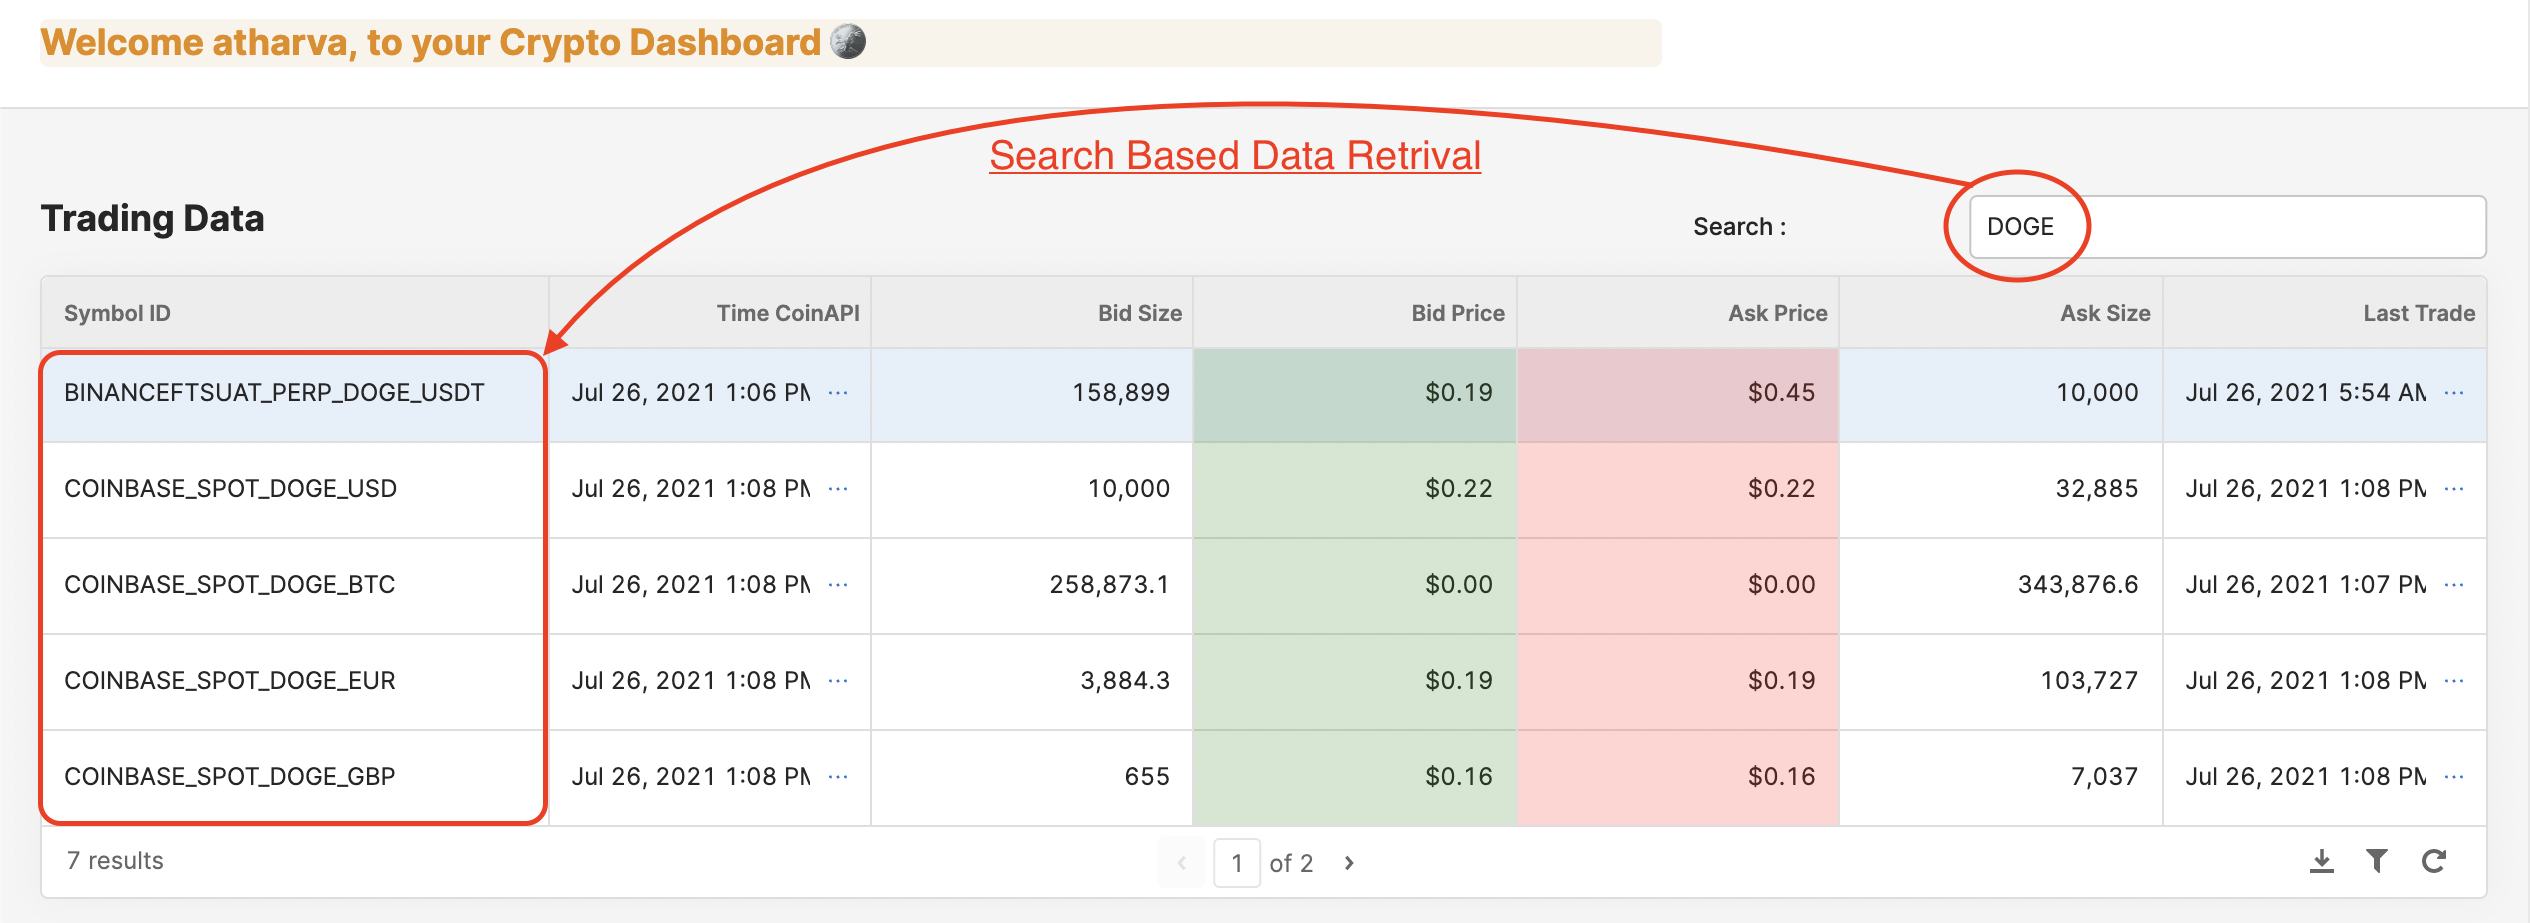 Welcome atharva, to your Crypto Dashboard
Search Based Data Retrival
Trading Data
Search :
DOGE
Symbol ID Time CoinAPI Bid Size Bid Price Ask Price Ask Size Last Trade
BINANCEFTSUAT_PERP_DOGE_USDT Jul 26, 2021 1:06 PM ... 158,899 $0.19 $0.45 10,000 Jul 26, 2021 5:54 AM ...
COINBASE_SPOT_DOGE_USD Jul 26, 2021 1:08 PM ... 10,000 $0.22 $0.22 32,885 Jul 26, 2021 1:08 PM ...
COINBASE_SPOT_DOGE_BTC Jul 26, 2021 1:08 PM ... 258,873.1 $0.00 $0.00 343,876.6 Jul 26, 2021 1:07 PM ...
COINBASE_SPOT_DOGE_EUR Jul 26, 2021 1:08 PM ... 3,884.3 $0.19 $0.19 103,727 Jul 26, 2021 1:08 PM ...
COINBASE_SPOT_DOGE_GBP Jul 26, 2021 1:08 PM ... 655 $0.16 $0.16 7,037 Jul 26, 2021 1:08 PM ...
7 results ‹ 1 of 2 ›